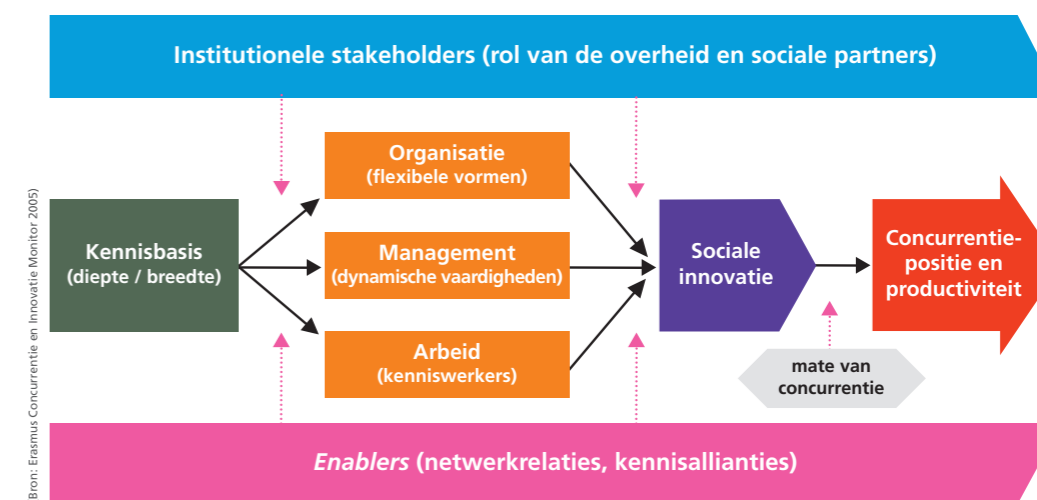 Institutionele stakeholders (rol van de overheid en sociale partners)
Organisatie
(flexibele vormen)
Kennisbasis
(diepte / breedte)
Management
(dynamische vaardigheden)
Arbeid
(kenniswerkers)
Sociale
innovatie
Concurrentie-
positie en
productiviteit
mate van
concurrentie
Enablers (netwerkrelaties, kennisallianties)
Bron: Erasmus Concurrentie en Innovatie Monitor 2005)